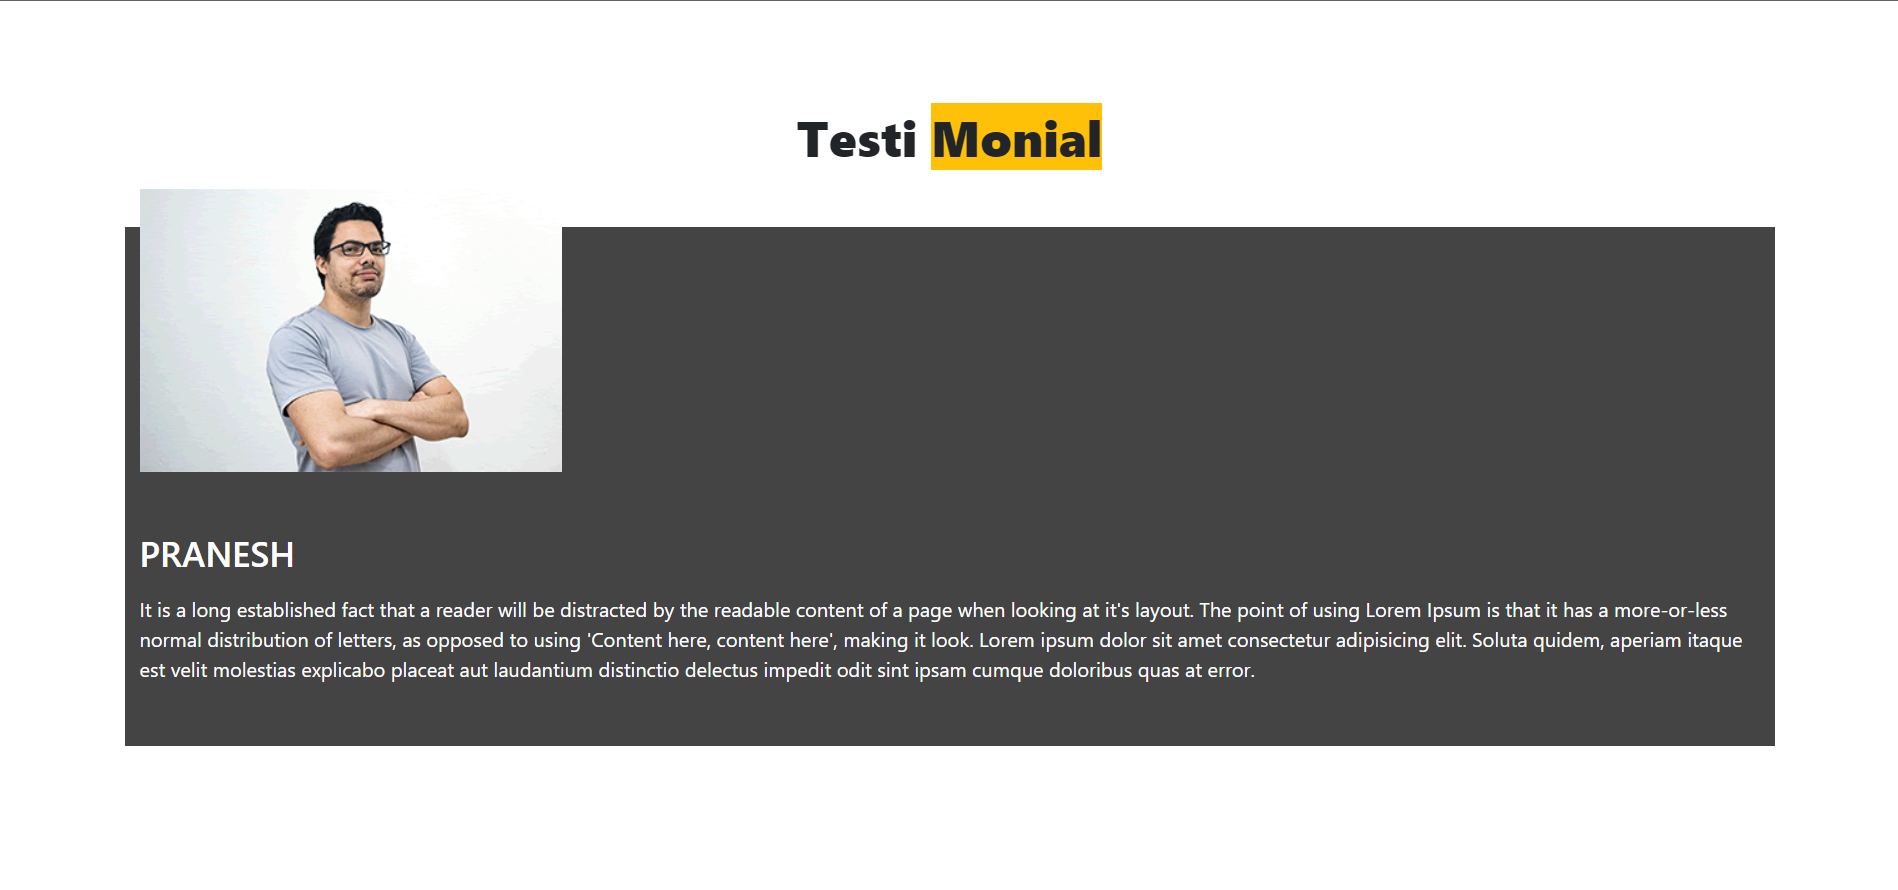 Testi Monial
PRANESH
It is a long established fact that a reader will be distracted by the readable content of a page when looking at it's layout. The point of using Lorem Ipsum is that it has a more-or-less
normal distribution of letters, as opposed to using 'Content here, content here', making it look. Lorem ipsum dolor sit amet consectetur adipisicing elit. Soluta quidem, aperiam itaque
est velit molestias explicabo placeat aut laudantium distinctio delectus impedit odit sint ipsam cumque doloribus quas at error.